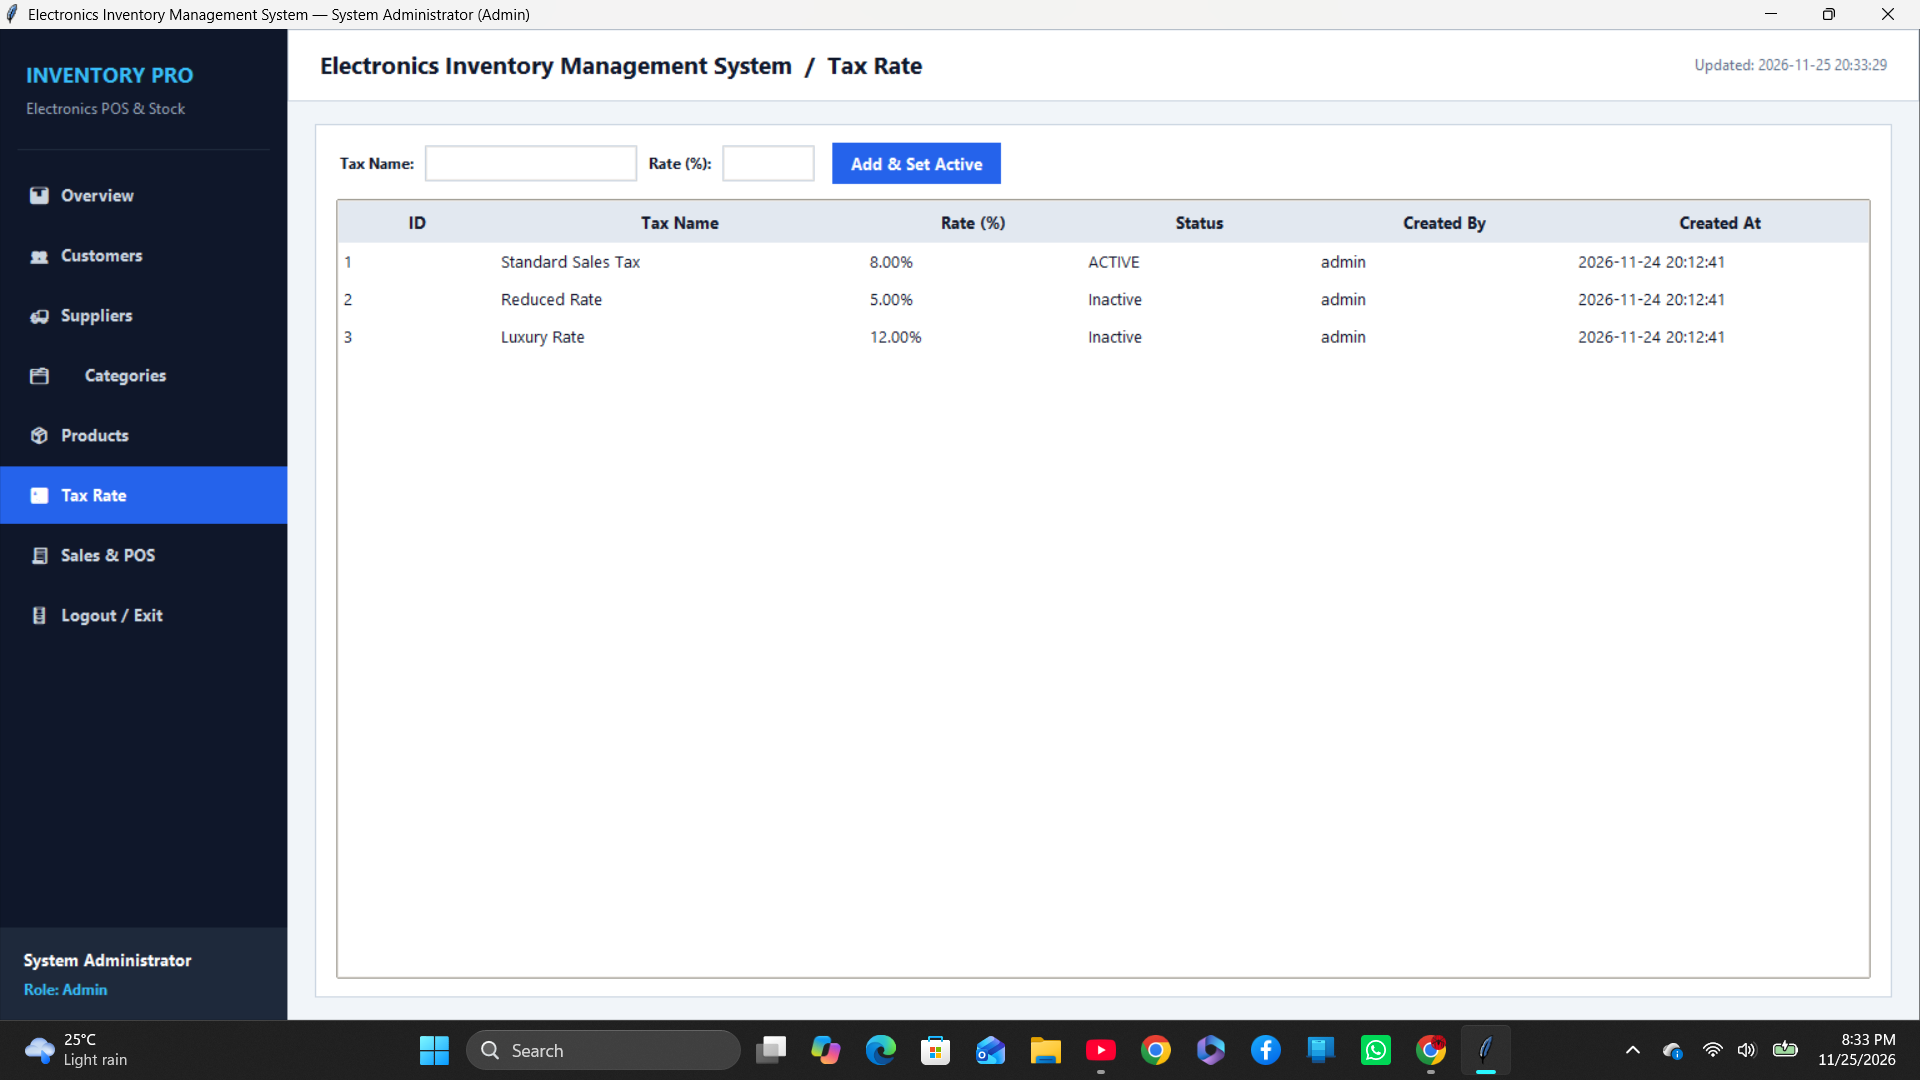 Electronics Inventory Management System — System Administrator (Admin)
INVENTORY PRO
Electronics POS & Stock
Overview
Customers
Suppliers
Categories
Products
Tax Rate
Sales & POS
Logout / Exit
System Administrator
Role: Admin
Electronics Inventory Management System / Tax Rate
Updated: 2026-11-25 20:33:29
Tax Name: Rate (%): Add & Set Active
ID Tax Name Rate (%) Status Created By Created At
1 Standard Sales Tax 8.00% ACTIVE admin 2026-11-24 20:12:41
2 Reduced Rate 5.00% Inactive admin 2026-11-24 20:12:41
3 Luxury Rate 12.00% Inactive admin 2026-11-24 20:12:41
25°C
Light rain
Search
8:33 PM
11/25/2026